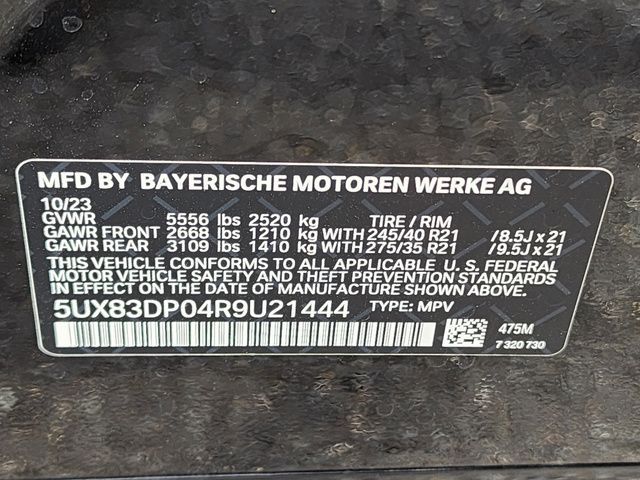 MFD BY BAYERISCHE MOTOREN WERKE AG
10/23
GVWR 5556 lbs 2520 kg TIRE / RIM
GAWR FRONT 2668 lbs 1210 kg WITH 245/40 R21 / 8.5J x 21
GAWR REAR 3109 lbs 1410 kg WITH 275/35 R21 / 9.5J x 21
THIS VEHICLE CONFORMS TO ALL APPLICABLE U. S. FEDERAL
MOTOR VEHICLE SAFETY AND THEFT PREVENTION STANDARDS
IN EFFECT ON THE DATE OF MANUFACTURE SHOWN ABOVE.
5UX83DP04R9U21444 TYPE: MPV
475M
7 320 730